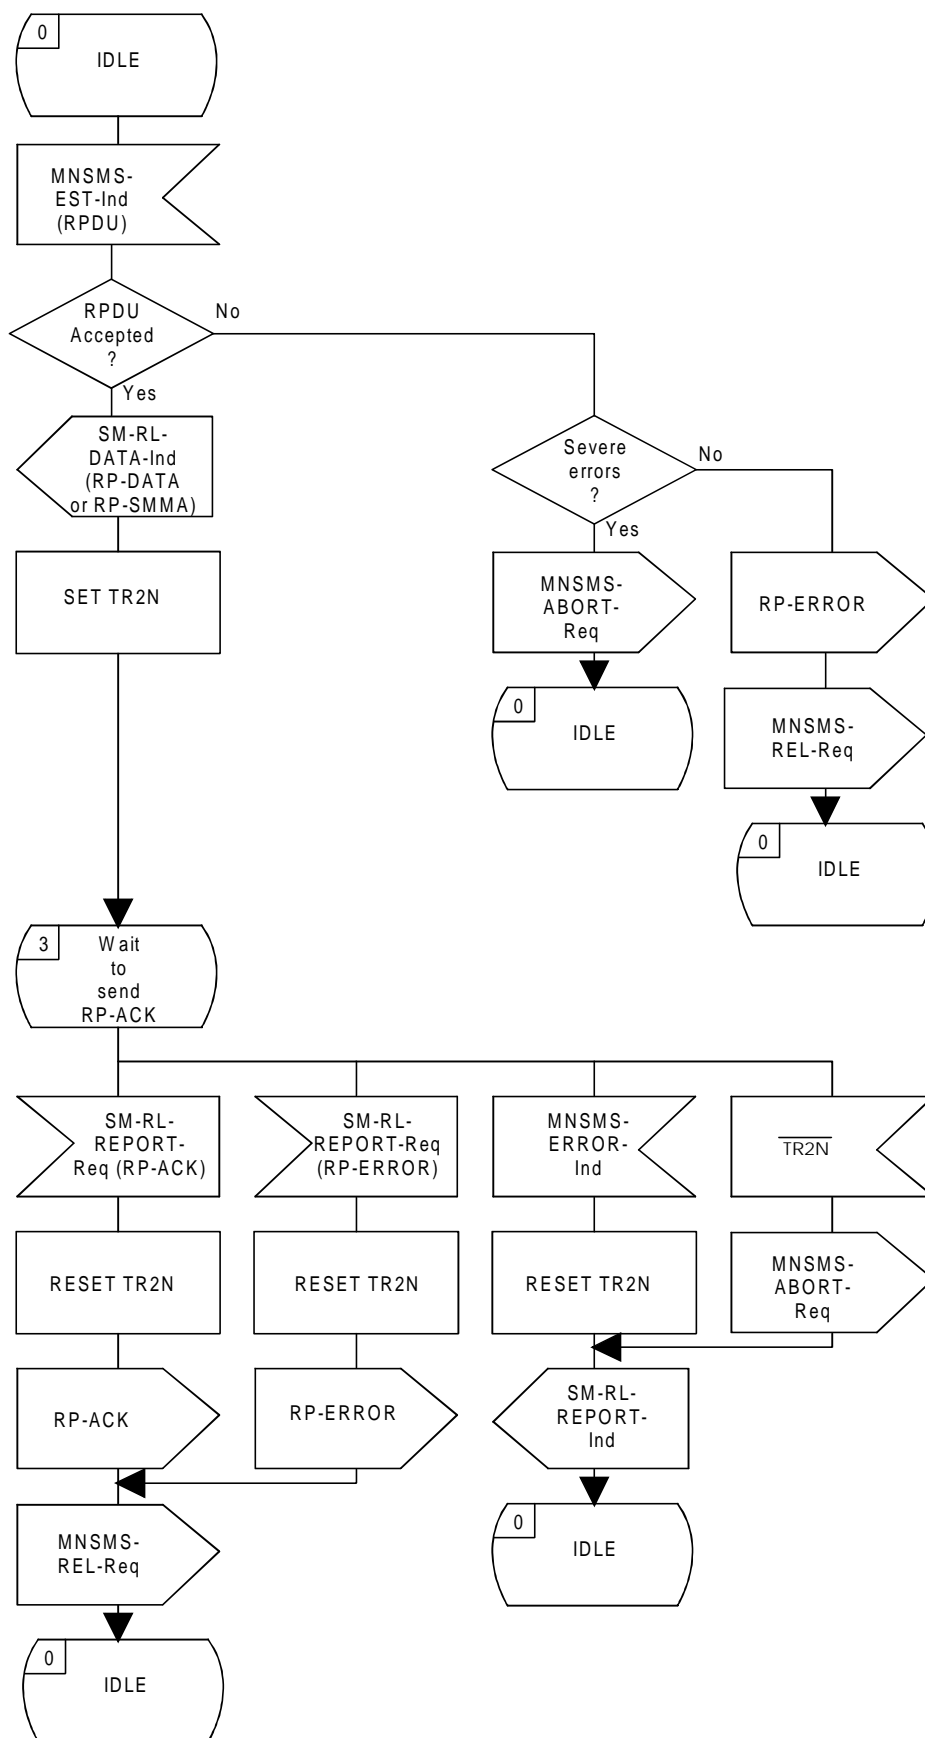 0
IDLE
MNSMS-
EST-Ind
(RPDU)
RPDU
Accepted
?
No
Yes
SM-RL-
DATA-Ind
(RP-DATA
or RP-SMMA)
SET TR2N
Severe
errors
?
No
Yes
MNSMS-
ABORT-
Req
RP-ERROR
0
IDLE
MNSMS-
REL-Req
0
IDLE
3
Wait
to
send
RP-ACK
SM-RL-
REPORT-
Req (RP-ACK)
SM-RL-
REPORT-Req
(RP-ERROR)
MNSMS-
ERROR-
Ind
TR2N
RESET TR2N
RESET TR2N
RESET TR2N
MNSMS-
ABORT-
Req
RP-ACK
RP-ERROR
SM-RL-
REPORT-
Ind
MNSMS-
REL-Req
0
IDLE
0
IDLE